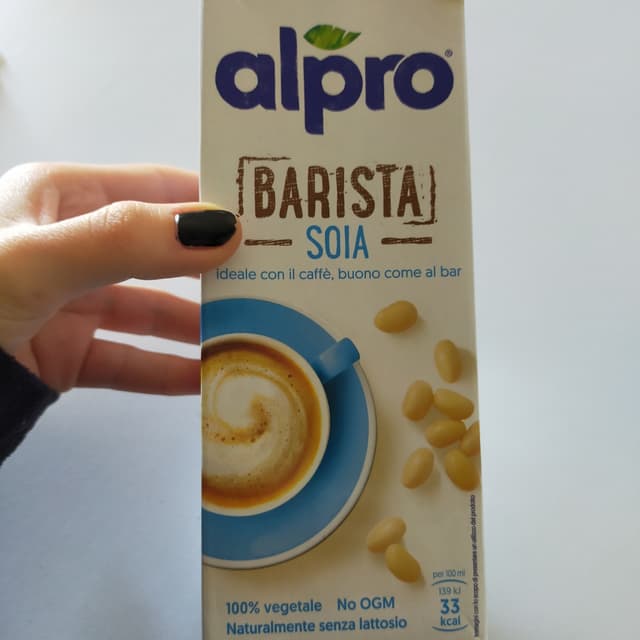 alpro®
BARISTA
SOIA
ideale con il caffè, buono come al bar
per 100 ml
139 kJ
33
kcal
100% vegetale No OGM
Naturalmente senza lattosio